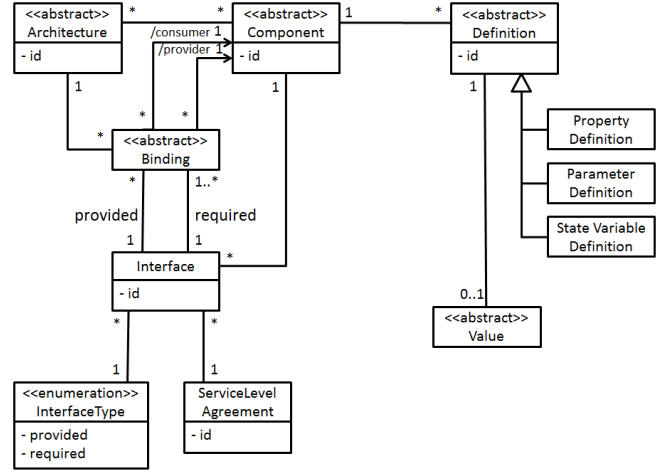 <<abstract>>
Architecture
- id
* *
<<abstract>>
Component
- id
1 *
<<abstract>>
Definition
- id
/consumer 1
/provider 1
1
1
1
*
* *
<<abstract>>
Binding
Property
Definition
Parameter
Definition
State Variable
Definition
* 1..*
provided required
1 1
*
Interface
- id
0..1
<<abstract>>
Value
* *
1 1
<<enumeration>>
InterfaceType
- provided
- required
ServiceLevel
Agreement
- id